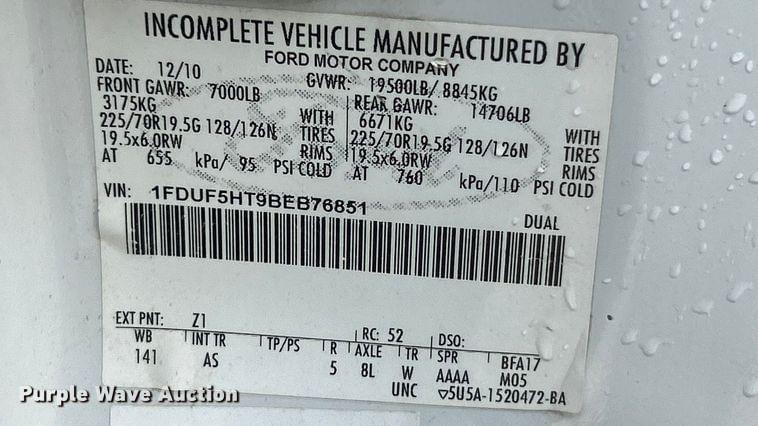 INCOMPLETE VEHICLE MANUFACTURED BY
FORD MOTOR COMPANY
DATE: 12/10 GVWR: 19500LB/ 8845KG
FRONT GAWR: 7000LB REAR GAWR: 14706LB
3175KG WITH 6671KG WITH
225/70R19.5G 128/126N TIRES 225/70R19.5G 128/126N TIRES
19.5x6.0RW RIMS 19.5x6.0RW RIMS
AT 655 kPa/ 95 PSI COLD AT 760 kPa/110 PSI COLD
VIN: 1FDUF5HT9BEB76851
DUAL
EXT PNT: Z1 RC: 52 DSO:
WB INT TR TP/PS R AXLE TR SPR BFA17
141 AS 5 8L W AAAA M05
UNC ▽5U5A-1520472-BA
Purple Wave Auction